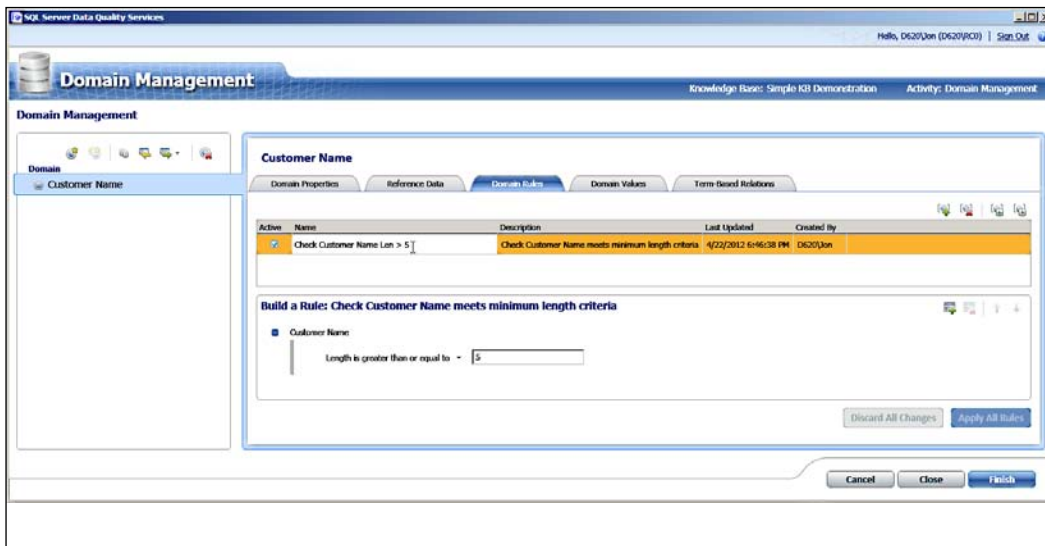 SQL Server Data Quality Services
Hello, D620\Jon (D620\RC0) | Sign Out
Domain Management
Knowledge Base: Simple KB Demonstration Activity: Domain Management
Domain Management
Domain
Customer Name
Customer Name
Domain Properties Reference Data Domain Rules Domain Values Term-Based Relations
Active Name Description Last Updated Created By
Check Customer Name Len > 5 Check Customer Name meets minimum length criteria 4/22/2012 6:46:38 PM D620\Jon
Build a Rule: Check Customer Name meets minimum length criteria
Customer Name
Length is greater than or equal to 5
Discard All Changes Apply All Rules
Cancel Close Finish